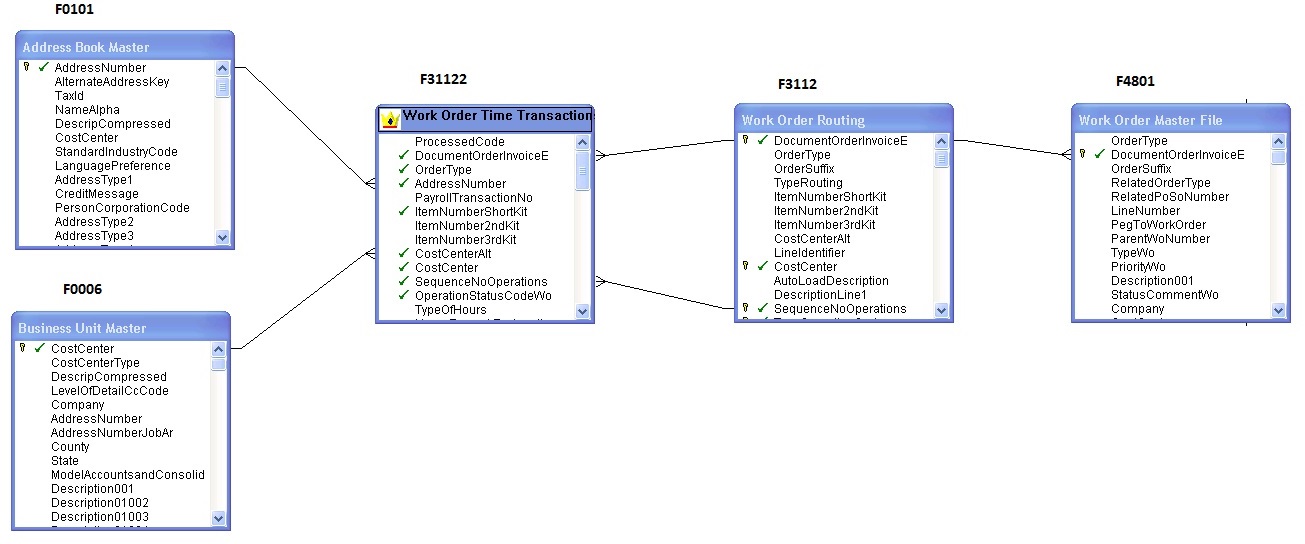 F0101
Address Book Master
AddressNumber
AlternateAddressKey
TaxId
NameAlpha
DescripCompressed
CostCenter
StandardIndustryCode
LanguagePreference
AddressType1
CreditMessage
PersonCorporationCode
AddressType2
AddressType3
F0006
Business Unit Master
CostCenter
CostCenterType
DescripCompressed
LevelOfDetailCcCode
Company
AddressNumber
AddressNumberJobAr
County
State
ModelAccountsandConsolid
Description001
Description01002
Description01003
F31122
Work Order Time Transaction
ProcessedCode
DocumentOrderInvoiceE
OrderType
AddressNumber
PayrollTransactionNo
ItemNumberShortKit
ItemNumber2ndKit
ItemNumber3rdKit
CostCenterAlt
CostCenter
SequenceNoOperations
OperationStatusCodeWo
TypeOfHours
F3112
Work Order Routing
DocumentOrderInvoiceE
OrderType
OrderSuffix
TypeRouting
ItemNumberShortKit
ItemNumber2ndKit
ItemNumber3rdKit
CostCenterAlt
LineIdentifier
CostCenter
AutoLoadDescription
DescriptionLine1
SequenceNoOperations
F4801
Work Order Master File
OrderType
DocumentOrderInvoiceE
OrderSuffix
RelatedOrderType
RelatedPoSoNumber
LineNumber
PegToWorkOrder
ParentWoNumber
TypeWo
PriorityWo
Description001
StatusCommentWo
Company